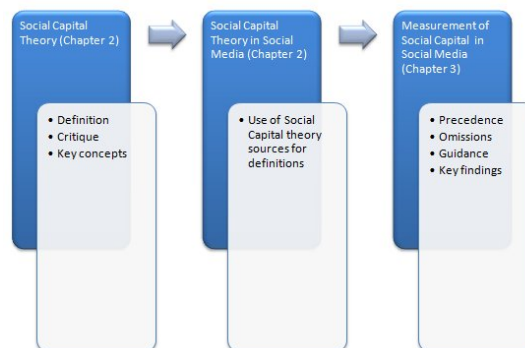 Social Capital
Theory (Chapter 2)
• Definition
• Critique
• Key concepts
Social Capital
Theory in Social
Media (Chapter 2)
• Use of Social
Capital theory
sources for
definitions
Measurement of
Social Capital in
Social Media
(Chapter 3)
• Precedence
• Omissions
• Guidance
• Key findings